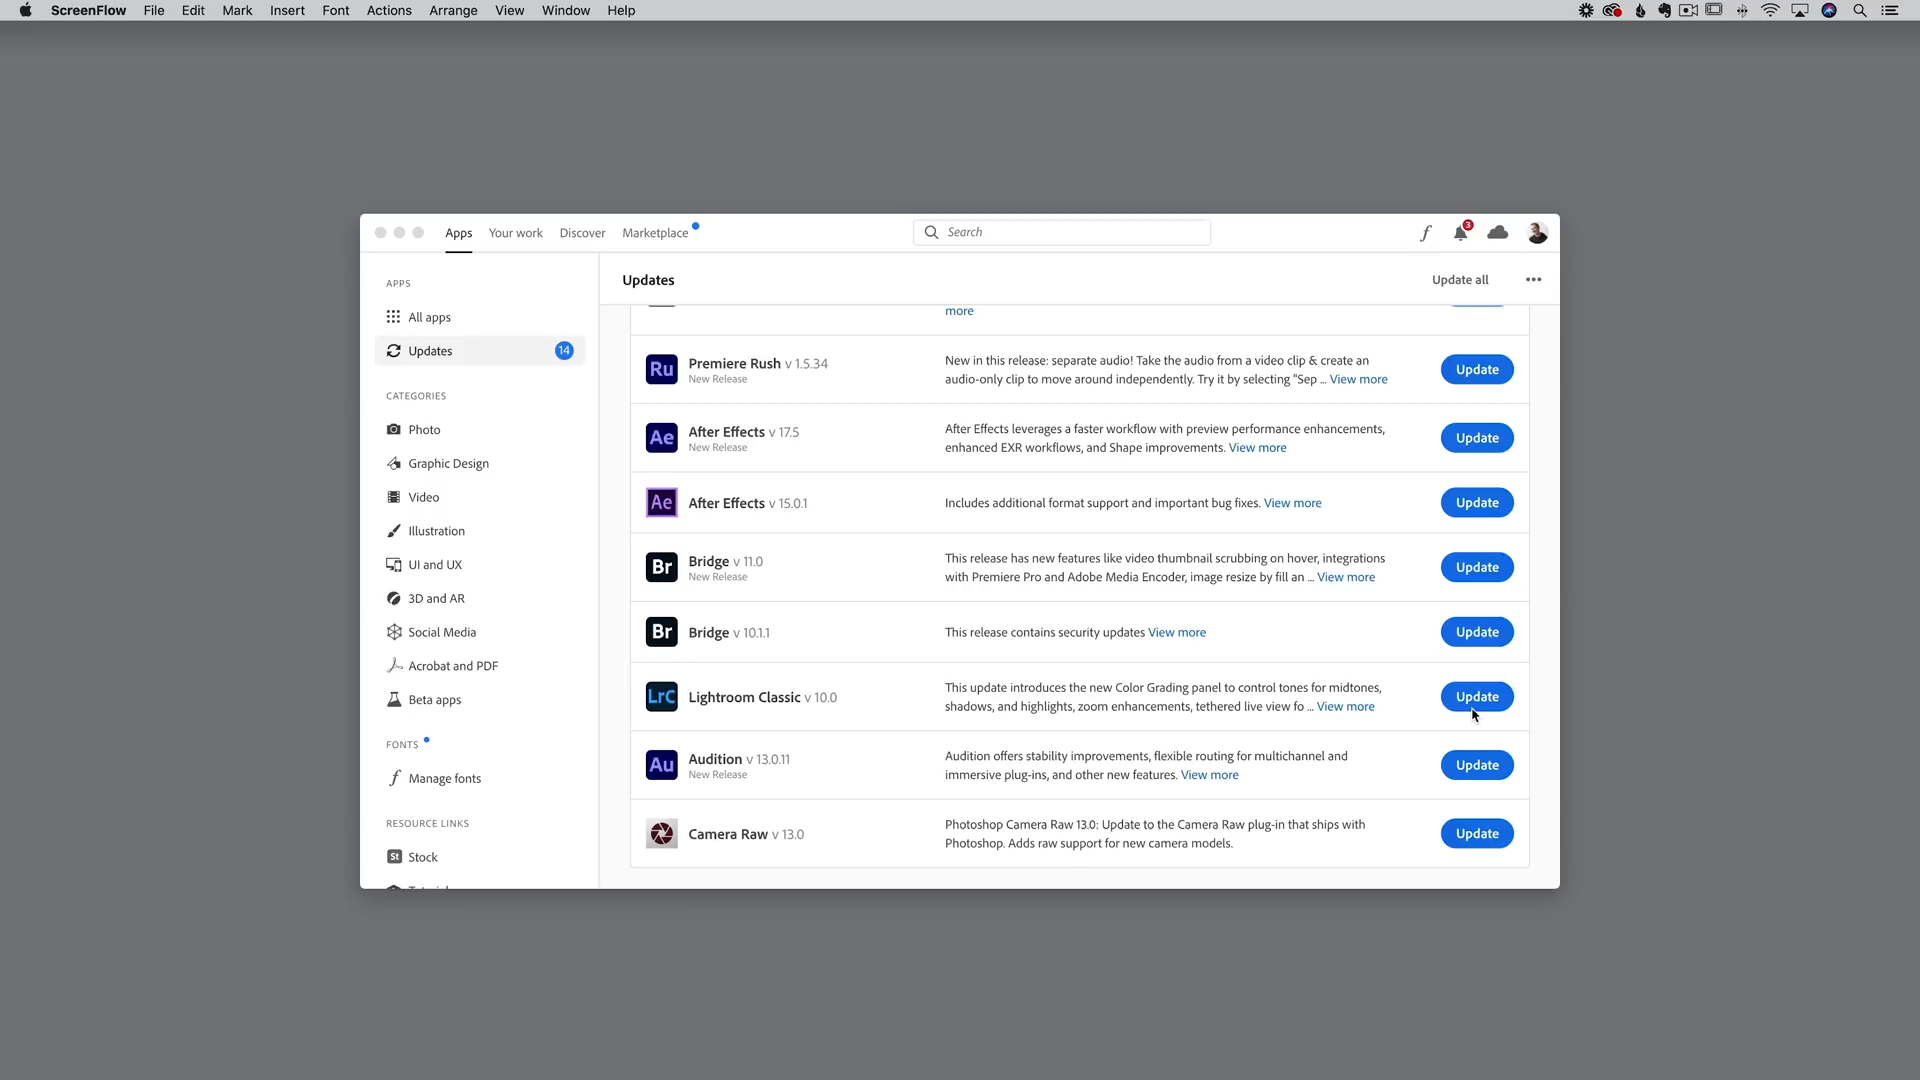 ScreenFlow File Edit Mark Insert Font Actions Arrange View Window Help
Apps Your work Discover Marketplace Search 3
APPS
All apps
Updates 14
CATEGORIES
Photo
Graphic Design
Video
Illustration
UI and UX
3D and AR
Social Media
Acrobat and PDF
Beta apps
FONTS
Manage fonts
RESOURCE LINKS
St Stock
Updates Update all
more
Ru Premiere Rush v 1.5.34
New Release
New in this release: separate audio! Take the audio from a video clip & create an
audio-only clip to move around independently. Try it by selecting "Sep ... View more
Update
Ae After Effects v 17.5
New Release
After Effects leverages a faster workflow with preview performance enhancements,
enhanced EXR workflows, and Shape improvements. View more
Update
Ae After Effects v 15.0.1
Includes additional format support and important bug fixes. View more
Update
Br Bridge v 11.0
New Release
This release has new features like video thumbnail scrubbing on hover, integrations
with Premiere Pro and Adobe Media Encoder, image resize by fill an ... View more
Update
Br Bridge v 10.1.1
This release contains security updates View more
Update
LrC Lightroom Classic v 10.0
This update introduces the new Color Grading panel to control tones for midtones,
shadows, and highlights, zoom enhancements, tethered live view fo ... View more
Update
Au Audition v 13.0.11
New Release
Audition offers stability improvements, flexible routing for multichannel and
immersive plug-ins, and other new features. View more
Update
Camera Raw v 13.0
Photoshop Camera Raw 13.0: Update to the Camera Raw plug-in that ships with
Photoshop. Adds raw support for new camera models.
Update